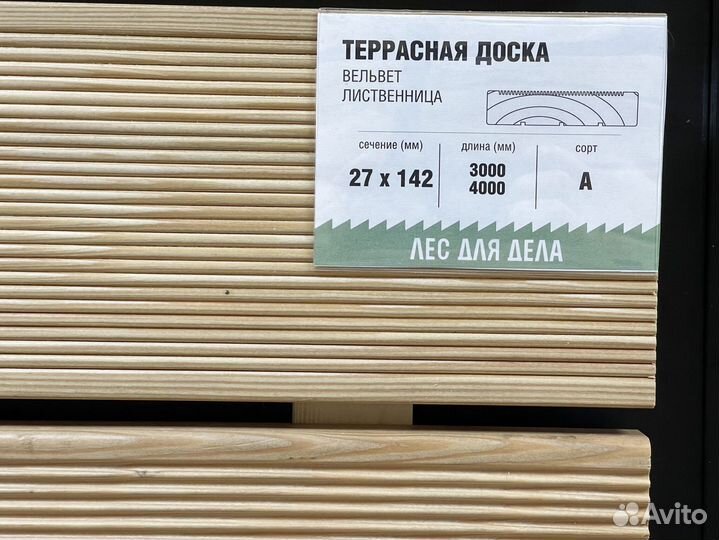 ТЕРРАСНАЯ ДОСКА
ВЕЛЬВЕТ
ЛИСТВЕННИЦА
сечение (мм)
27 х 142
длина (мм)
3000
4000
сорт
А
ЛЕС ДЛЯ ДЕЛА
Avito